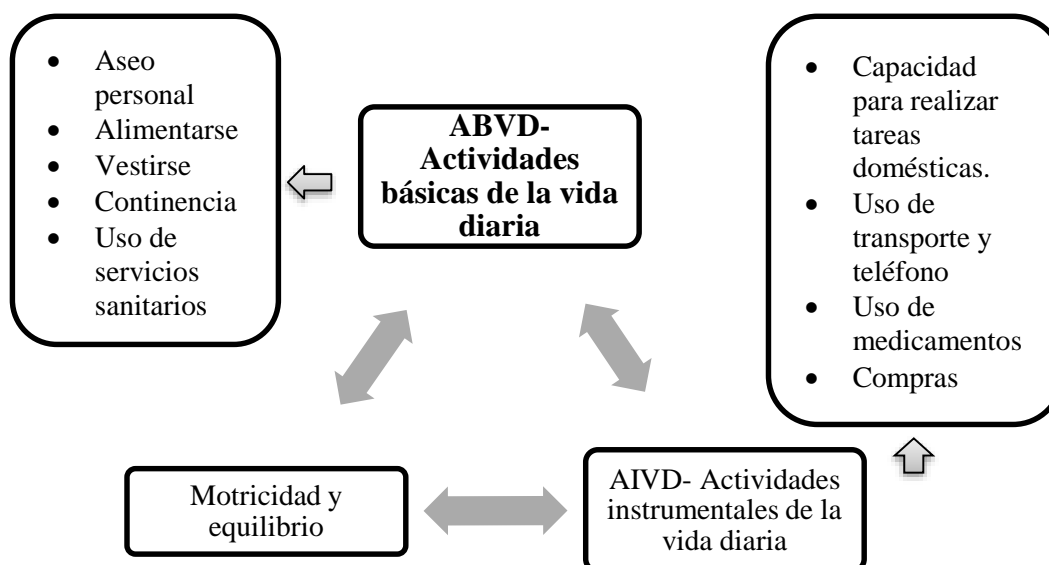 • Aseo
personal
• Alimentarse
• Vestirse
• Continencia
• Uso de
servicios
sanitarios
ABVD-
Actividades
básicas de la vida
diaria
• Capacidad
para realizar
tareas
domésticas.
• Uso de
transporte y
teléfono
• Uso de
medicamentos
• Compras
Motricidad y
equilibrio
AIVD- Actividades
instrumentales de la
vida diaria